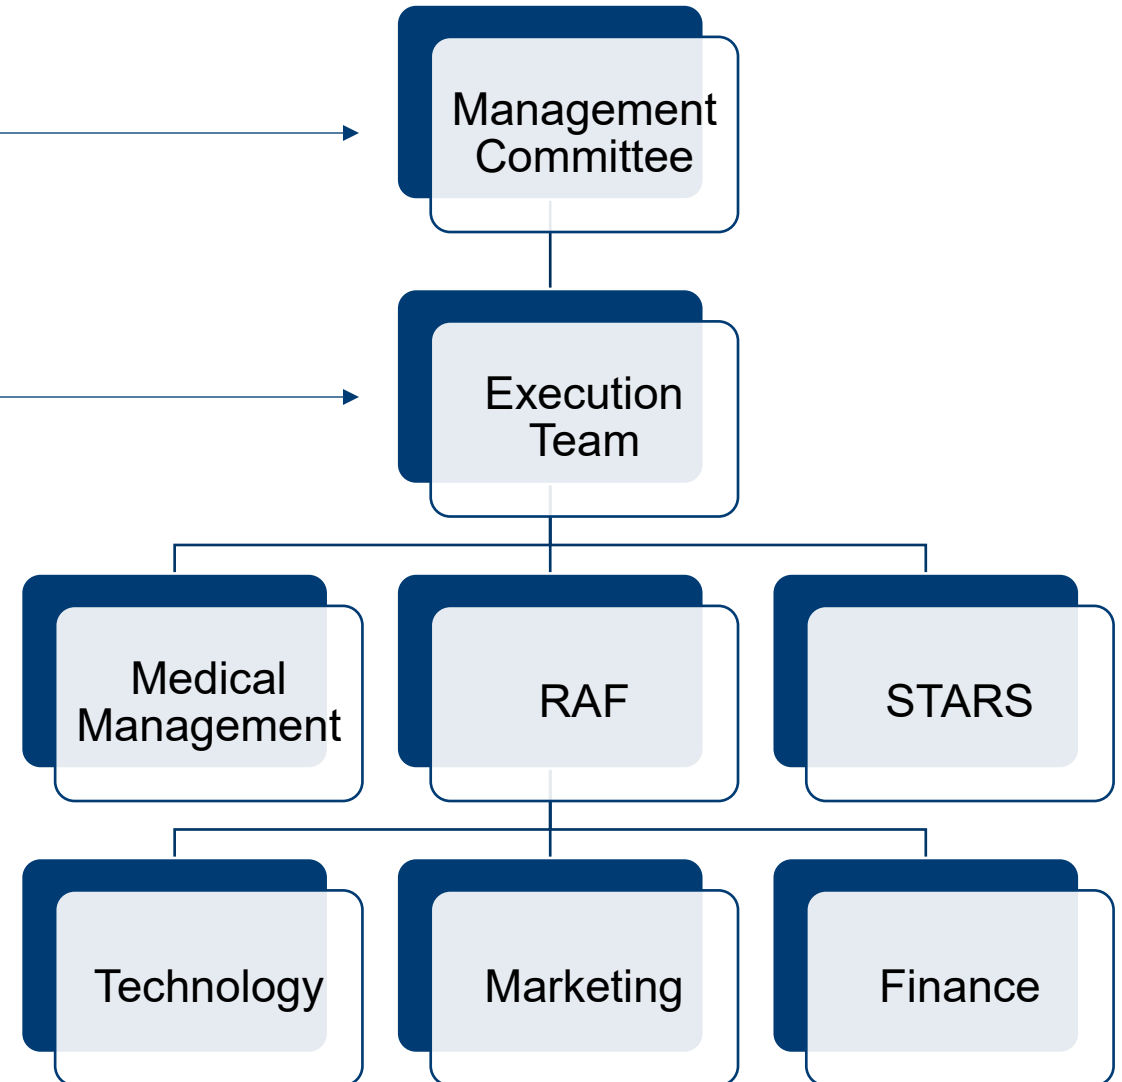 Management
Committee
Execution
Team
Medical
Management
RAF
STARS
Technology
Marketing
Finance